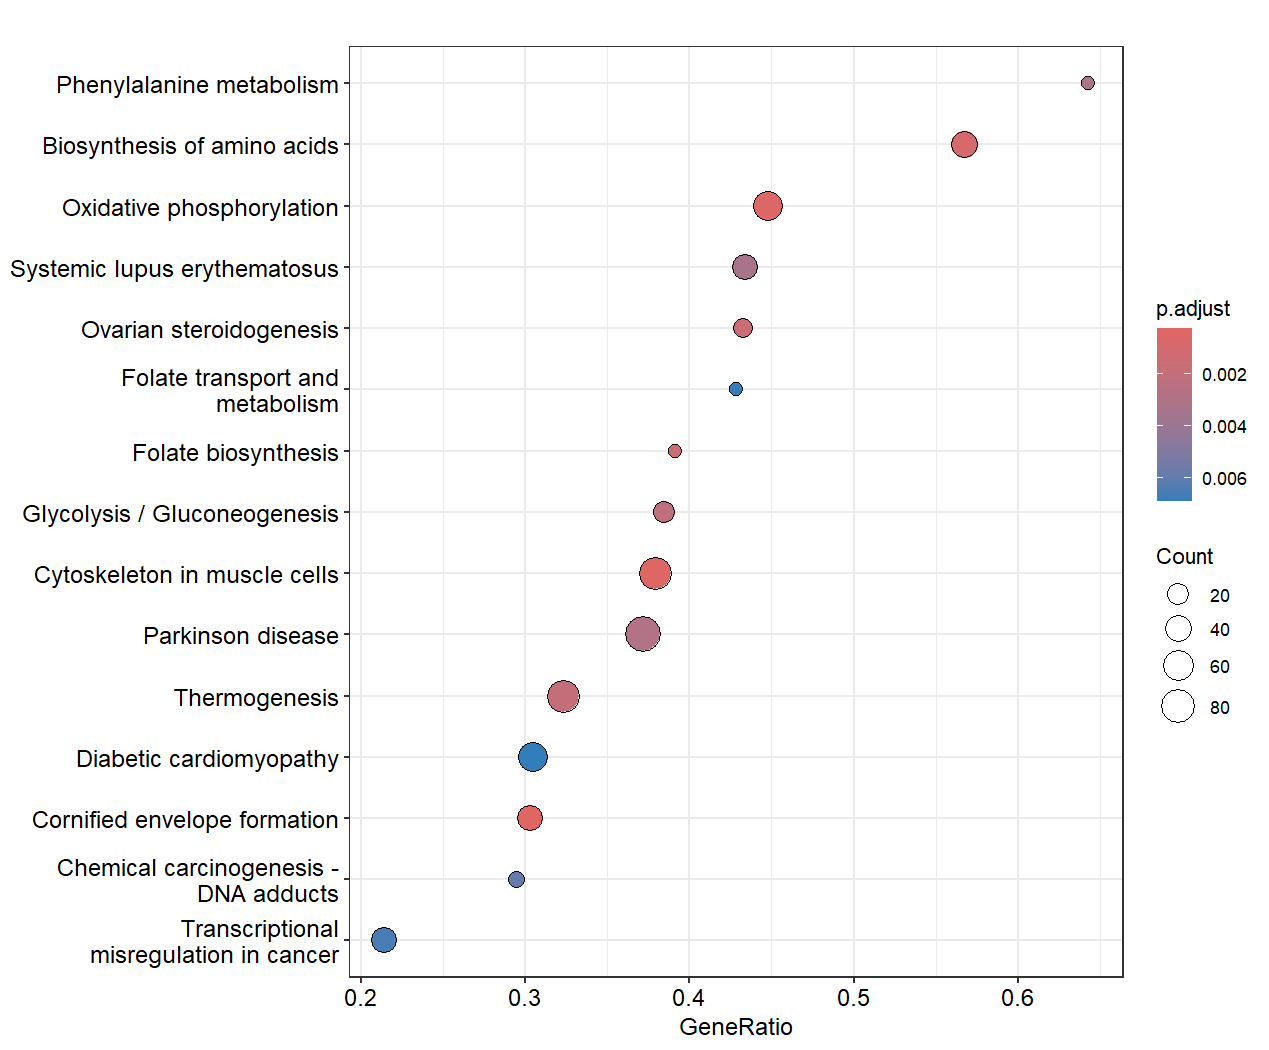 Phenylalanine metabolism
Biosynthesis of amino acids
Oxidative phosphorylation
Systemic lupus erythematosus
Ovarian steroidogenesis
Folate transport and
metabolism
Folate biosynthesis
Glycolysis / Gluconeogenesis
Cytoskeleton in muscle cells
Parkinson disease
Thermogenesis
Diabetic cardiomyopathy
Cornified envelope formation
Chemical carcinogenesis -
DNA adducts
Transcriptional
misregulation in cancer
0.2 0.3 0.4 0.5 0.6
GeneRatio
p.adjust
0.002
0.004
0.006
Count
20
40
60
80